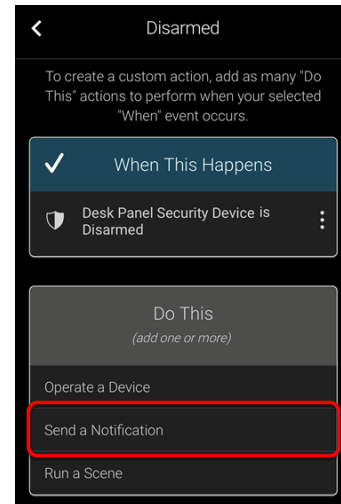 Disarmed
To create a custom action, add as many "Do
This" actions to perform when your selected
"When" event occurs.
When This Happens
Desk Panel Security Device is
Disarmed
Do This
(add one or more)
Operate a Device
Send a Notification
Run a Scene